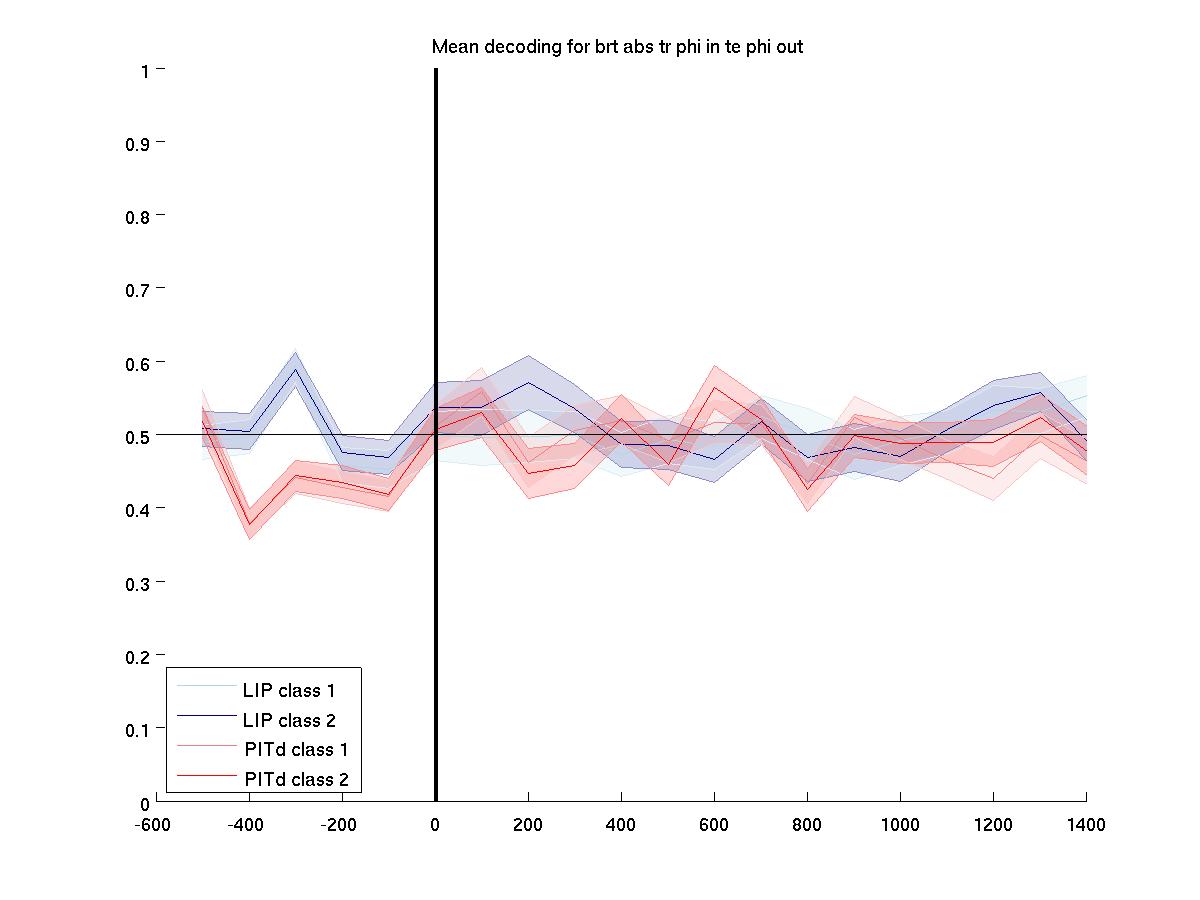 Mean decoding for brt abs tr phi in te phi out
1
0.9
0.8
0.7
0.6
0.5
0.4
0.3
0.2
0.1
0
LIP class 1
LIP class 2
PITd class 1
PITd class 2
-600 -400 -200 0 200 400 600 800 1000 1200 1400